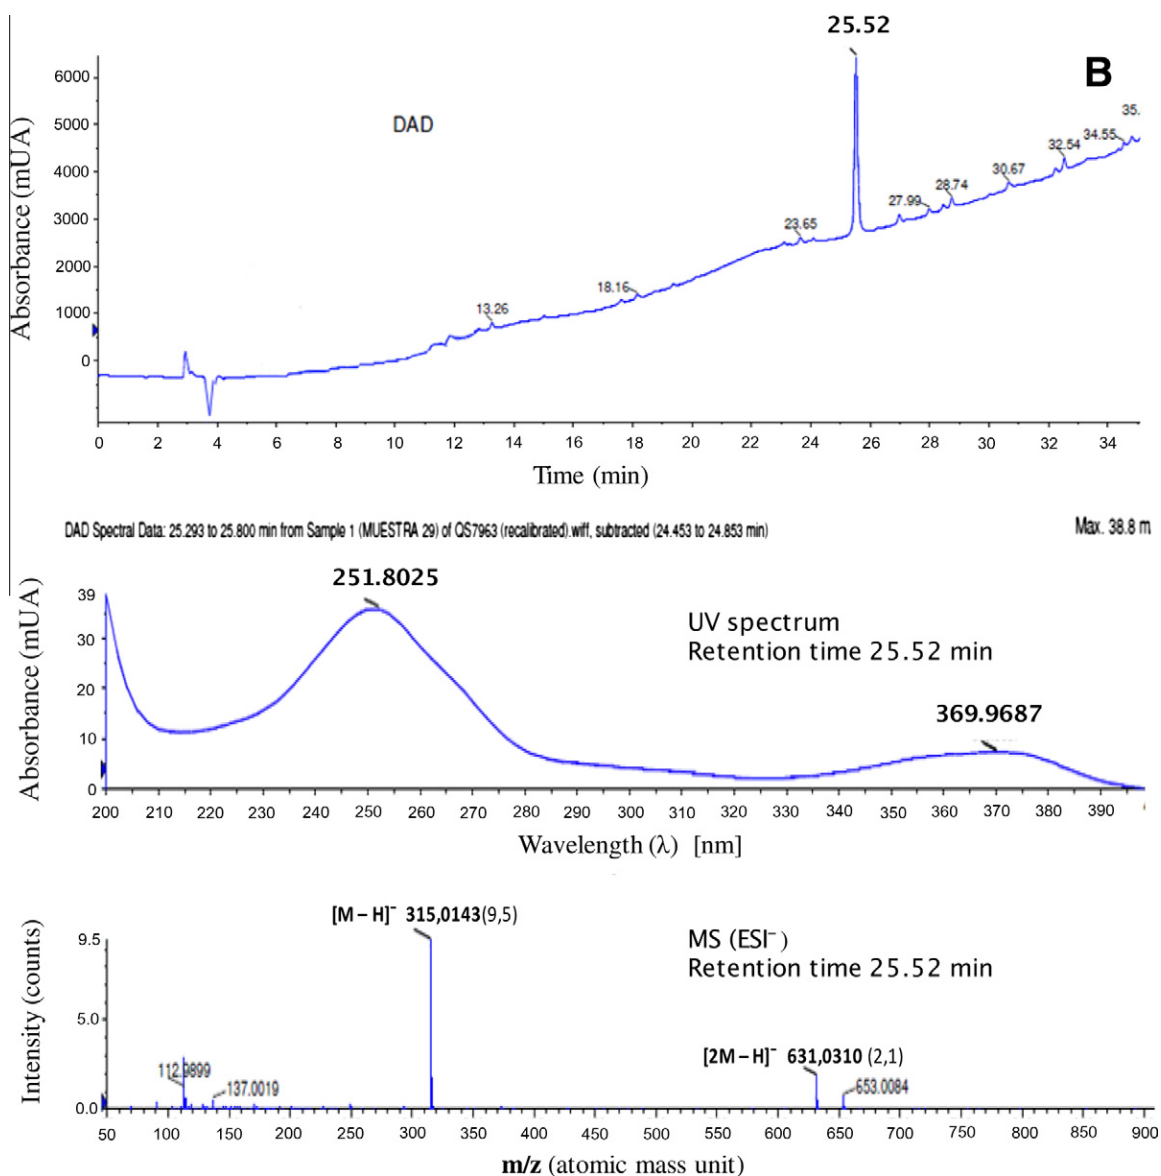 25.52
B
DAD
Absorbance (mUA)
6000
5000
4000
3000
2000
1000
0
13.26
18.16
23.65
27.99
28.74
30.67
32.54
34.55
35.
0 2 4 6 8 10 12 14 16 18 20 22 24 26 28 30 32 34
Time (min)
DAD Spectral Data: 25.293 to 25.800 min from Sample 1 (MUESTRA 29) of QS7963 (recalibrated).wiff, subtracted (24.453 to 24.853 min)
Max. 38.8 m
251.8025
UV spectrum
Retention time 25.52 min
369.9687
Absorbance (mUA)
39
30
20
10
0
200 210 220 230 240 250 260 270 280 290 300 310 320 330 340 350 360 370 380 390
Wavelength (λ) [nm]
[M – H]⁻ 315,0143(9,5)
MS (ESI⁻)
Retention time 25.52 min
[2M – H]⁻ 631,0310 (2,1)
653.0084
112.9899
137.0019
Intensity (counts)
9.5
5.0
0.0
50 100 150 200 250 300 350 400 450 500 550 600 650 700 750 800 850 900
m/z (atomic mass unit)